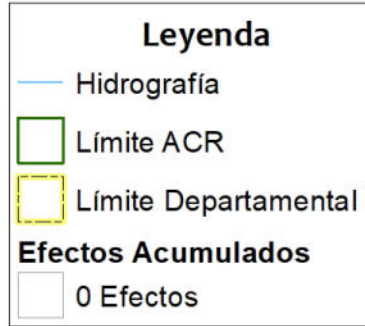 Leyenda
Hidrografía
Límite ACR
Límite Departamental
Efectos Acumulados
0 Efectos